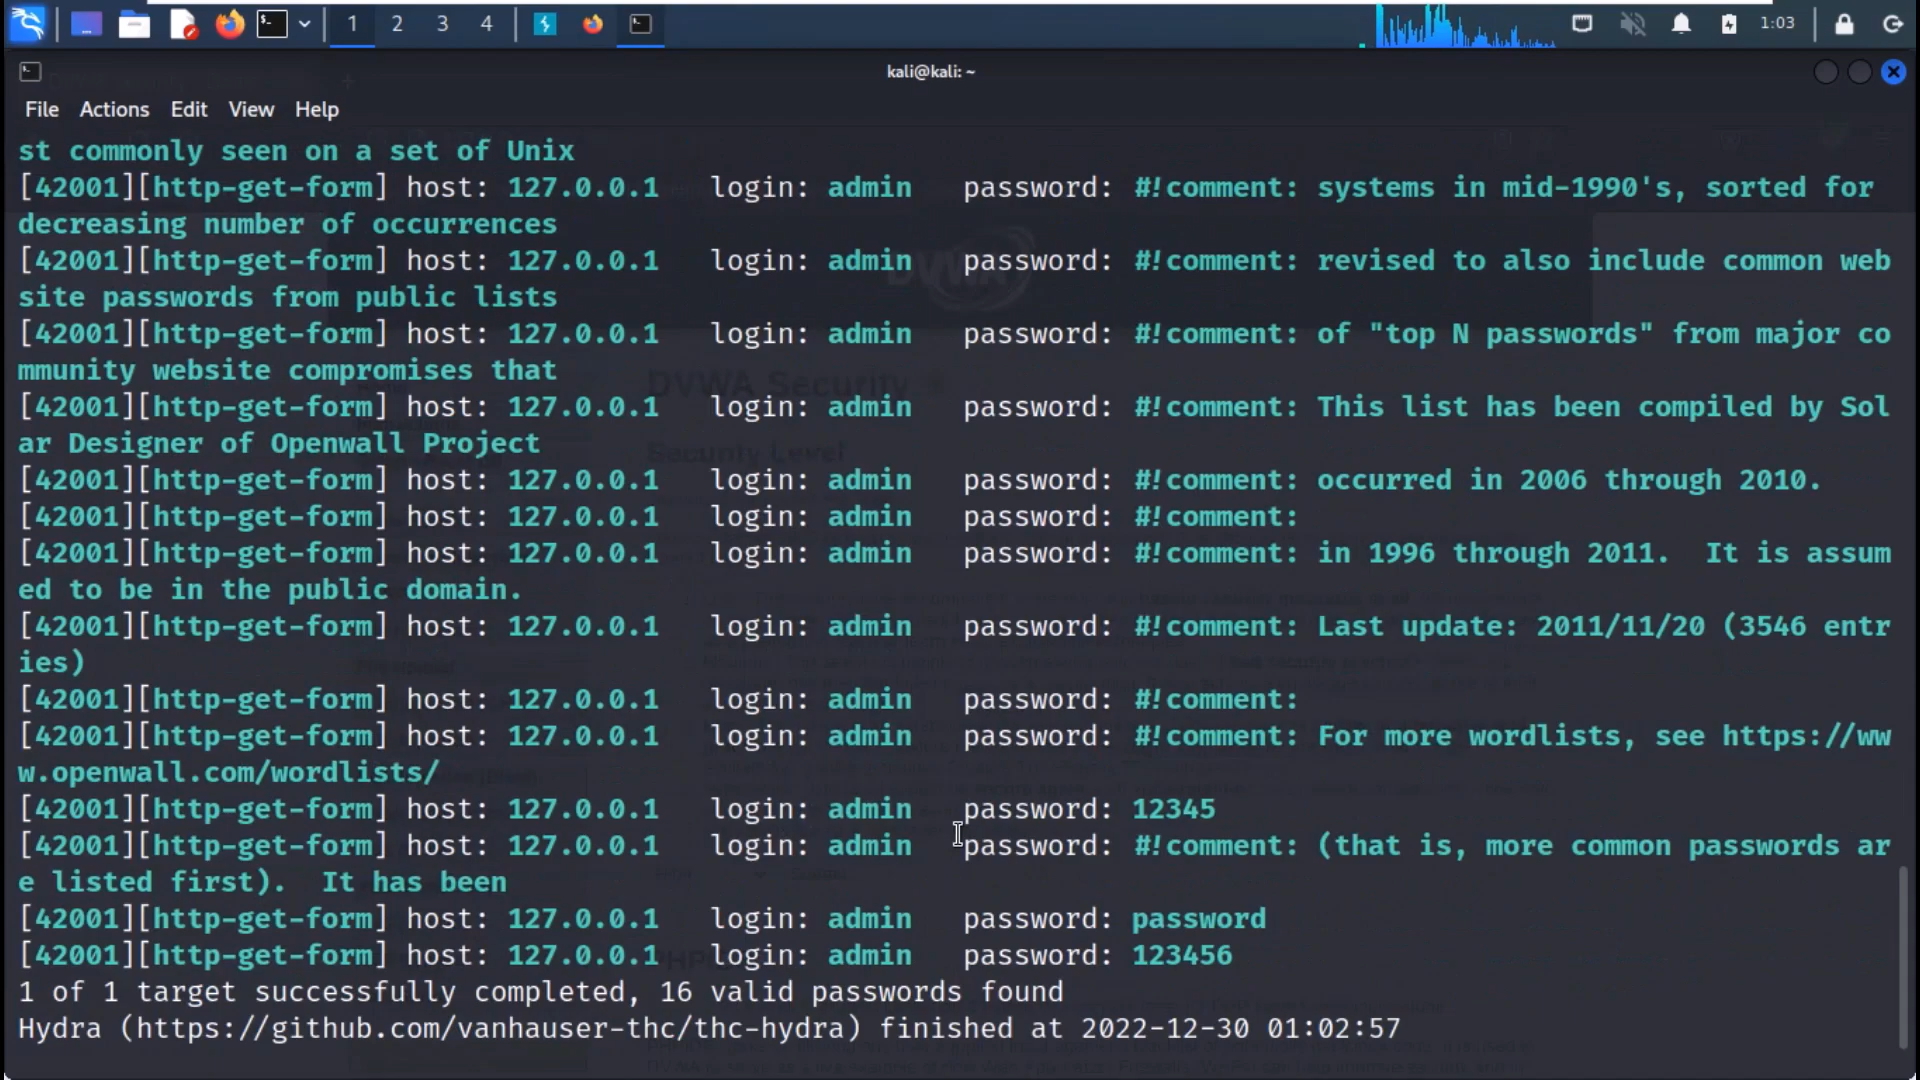 1 2 3 4 1:03
kali@kali: ~
File Actions Edit View Help
st commonly seen on a set of Unix
[42001][http-get-form] host: 127.0.0.1 login: admin password: #!comment: systems in mid-1990's, sorted for
decreasing number of occurrences
[42001][http-get-form] host: 127.0.0.1 login: admin password: #!comment: revised to also include common web
site passwords from public lists
[42001][http-get-form] host: 127.0.0.1 login: admin password: #!comment: of "top N passwords" from major co
mmunity website compromises that
[42001][http-get-form] host: 127.0.0.1 login: admin password: #!comment: This list has been compiled by Sol
ar Designer of Openwall Project
[42001][http-get-form] host: 127.0.0.1 login: admin password: #!comment: occurred in 2006 through 2010.
[42001][http-get-form] host: 127.0.0.1 login: admin password: #!comment:
[42001][http-get-form] host: 127.0.0.1 login: admin password: #!comment: in 1996 through 2011.  It is assum
ed to be in the public domain.
[42001][http-get-form] host: 127.0.0.1 login: admin password: #!comment: Last update: 2011/11/20 (3546 entr
ies)
[42001][http-get-form] host: 127.0.0.1 login: admin password: #!comment:
[42001][http-get-form] host: 127.0.0.1 login: admin password: #!comment: For more wordlists, see https://ww
w.openwall.com/wordlists/
[42001][http-get-form] host: 127.0.0.1 login: admin password: 12345
[42001][http-get-form] host: 127.0.0.1 login: admin password: #!comment: (that is, more common passwords ar
e listed first).  It has been
[42001][http-get-form] host: 127.0.0.1 login: admin password: password
[42001][http-get-form] host: 127.0.0.1 login: admin password: 123456
1 of 1 target successfully completed, 16 valid passwords found
Hydra (https://github.com/vanhauser-thc/thc-hydra) finished at 2022-12-30 01:02:57
DVWA
DVWA Security
Security Level